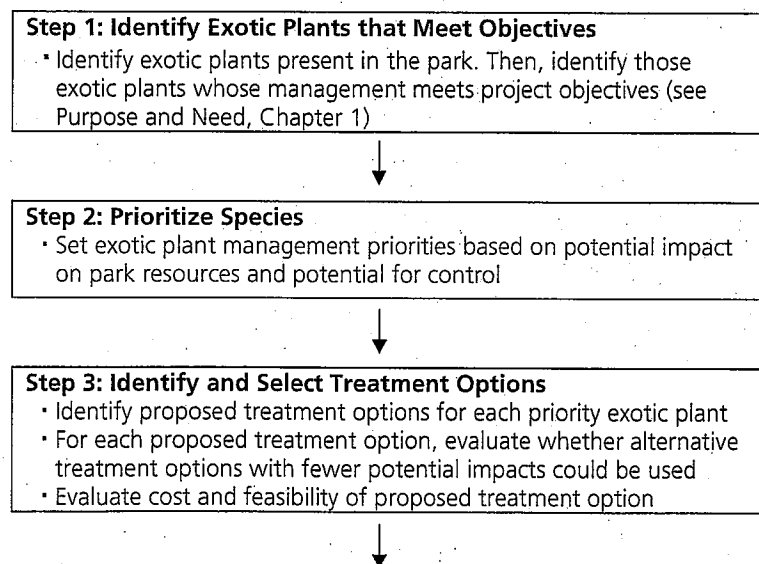 Step 1: Identify Exotic Plants that Meet Objectives
· Identify exotic plants present in the park. Then, identify those
exotic plants whose management meets project objectives (see
Purpose and Need, Chapter 1)
Step 2: Prioritize Species
· Set exotic plant management priorities based on potential impact
on park resources and potential for control
Step 3: Identify and Select Treatment Options
· Identify proposed treatment options for each priority exotic plant
· For each proposed treatment option, evaluate whether alternative
treatment options with fewer potential impacts could be used
· Evaluate cost and feasibility of proposed treatment option